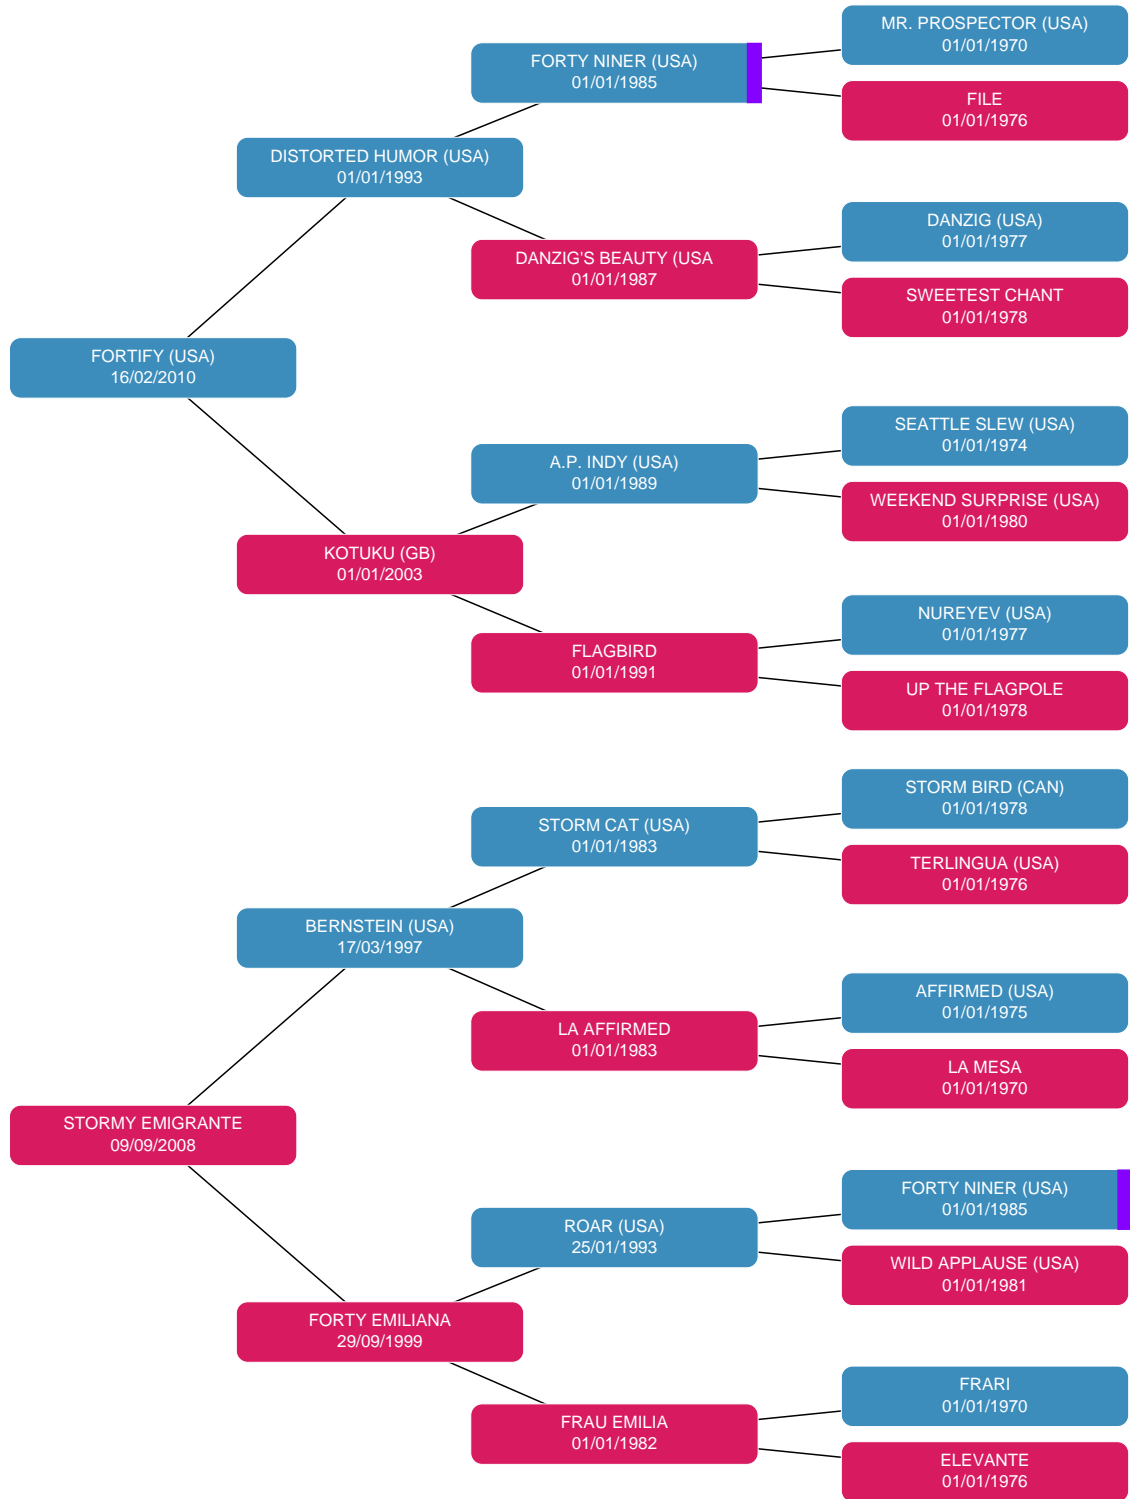 MR. PROSPECTOR (USA)
01/01/1970
FORTY NINER (USA)
01/01/1985
FILE
01/01/1976
DISTORTED HUMOR (USA)
01/01/1993
DANZIG (USA)
01/01/1977
DANZIG'S BEAUTY (USA
01/01/1987
SWEETEST CHANT
01/01/1978
FORTIFY (USA)
16/02/2010
SEATTLE SLEW (USA)
01/01/1974
A.P. INDY (USA)
01/01/1989
WEEKEND SURPRISE (USA)
01/01/1980
KOTUKU (GB)
01/01/2003
NUREYEV (USA)
01/01/1977
FLAGBIRD
01/01/1991
UP THE FLAGPOLE
01/01/1978
STORM BIRD (CAN)
01/01/1978
STORM CAT (USA)
01/01/1983
TERLINGUA (USA)
01/01/1976
BERNSTEIN (USA)
17/03/1997
AFFIRMED (USA)
01/01/1975
LA AFFIRMED
01/01/1983
LA MESA
01/01/1970
STORMY EMIGRANTE
09/09/2008
FORTY NINER (USA)
01/01/1985
ROAR (USA)
25/01/1993
WILD APPLAUSE (USA)
01/01/1981
FORTY EMILIANA
29/09/1999
FRARI
01/01/1970
FRAU EMILIA
01/01/1982
ELEVANTE
01/01/1976